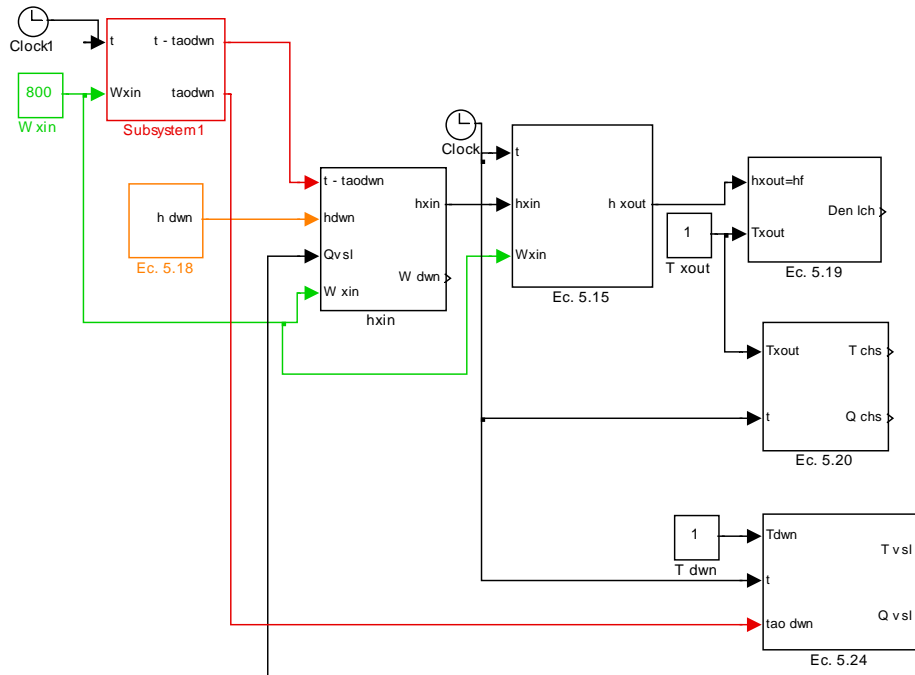 Clock1
t
t - taodwn
Wxin
taodwn
800
W xin
Subsystem1
Clock
t
hxin
h xout
Wxin
Ec. 5.15
t - taodwn
hdwn
hxin
Qvsl
W dwn
W xin
hxin
h dwn
Ec. 5.18
hxout=hf
Den lch
Txout
Ec. 5.19
1
T xout
Txout
T chs
t
Q chs
Ec. 5.20
1
T dwn
Tdwn
T vsl
t
Q vsl
tao dwn
Ec. 5.24